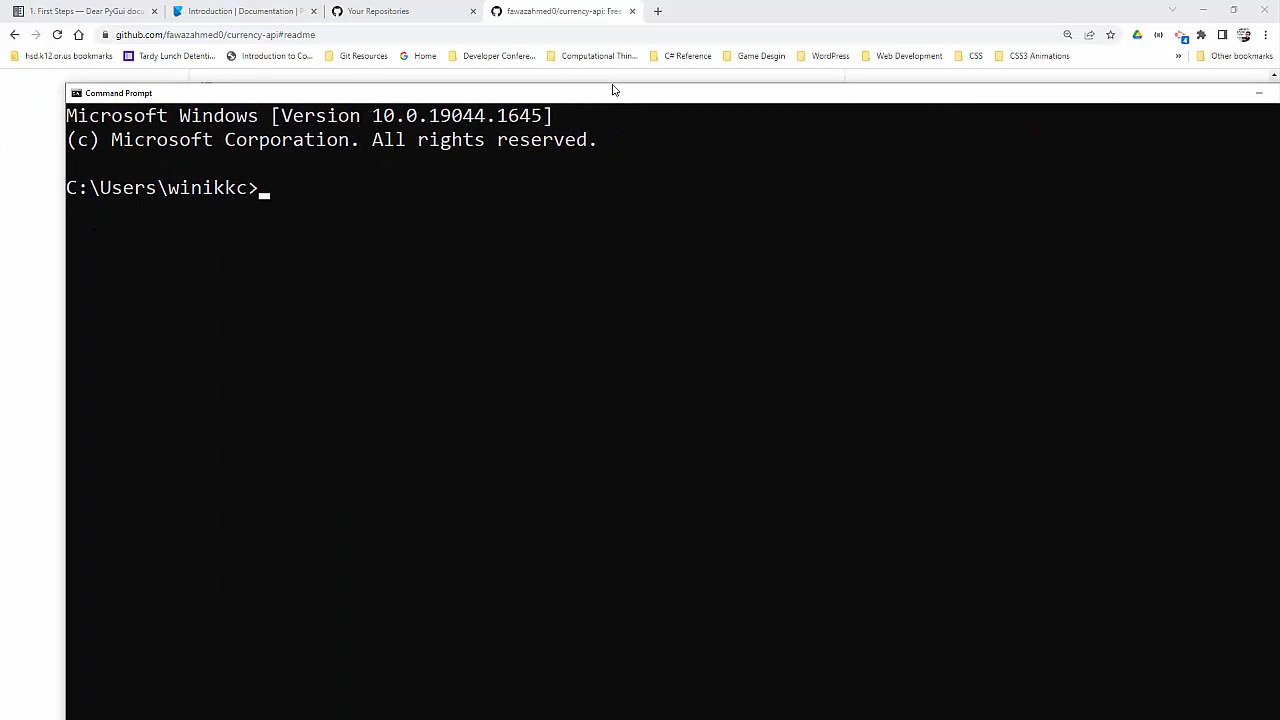 1. First Steps — Dear PyGui docu
Introduction | Documentation | P
Your Repositories
fawazahmed0/currency-api: Free
github.com/fawazahmed0/currency-api#readme
hsd.k12.or.us bookmarks
Tardy Lunch Detenti...
Introduction to Co...
Git Resources
Home
Developer Confere...
Computational Thin...
C# Reference
Game Desgin
WordPress
Web Development
CSS
CSS3 Animations
»
Other bookmarks
4
Command Prompt
Microsoft Windows [Version 10.0.19044.1645]
(c) Microsoft Corporation. All rights reserved.
C:\Users\winikkc>